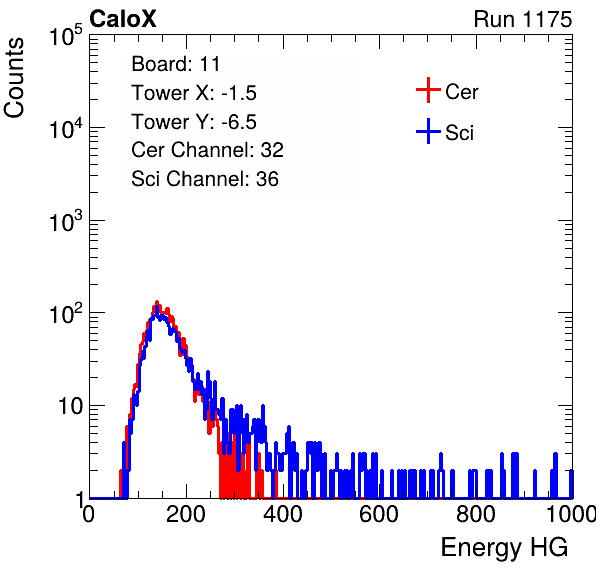 CaloX Run 1175
Counts
Board: 11
Tower X: -1.5
Tower Y: -6.5
Cer Channel: 32
Sci Channel: 36
Cer
Sci
10^5
10^4
10^3
10^2
10
1
0 200 400 600 800 1000
Energy HG